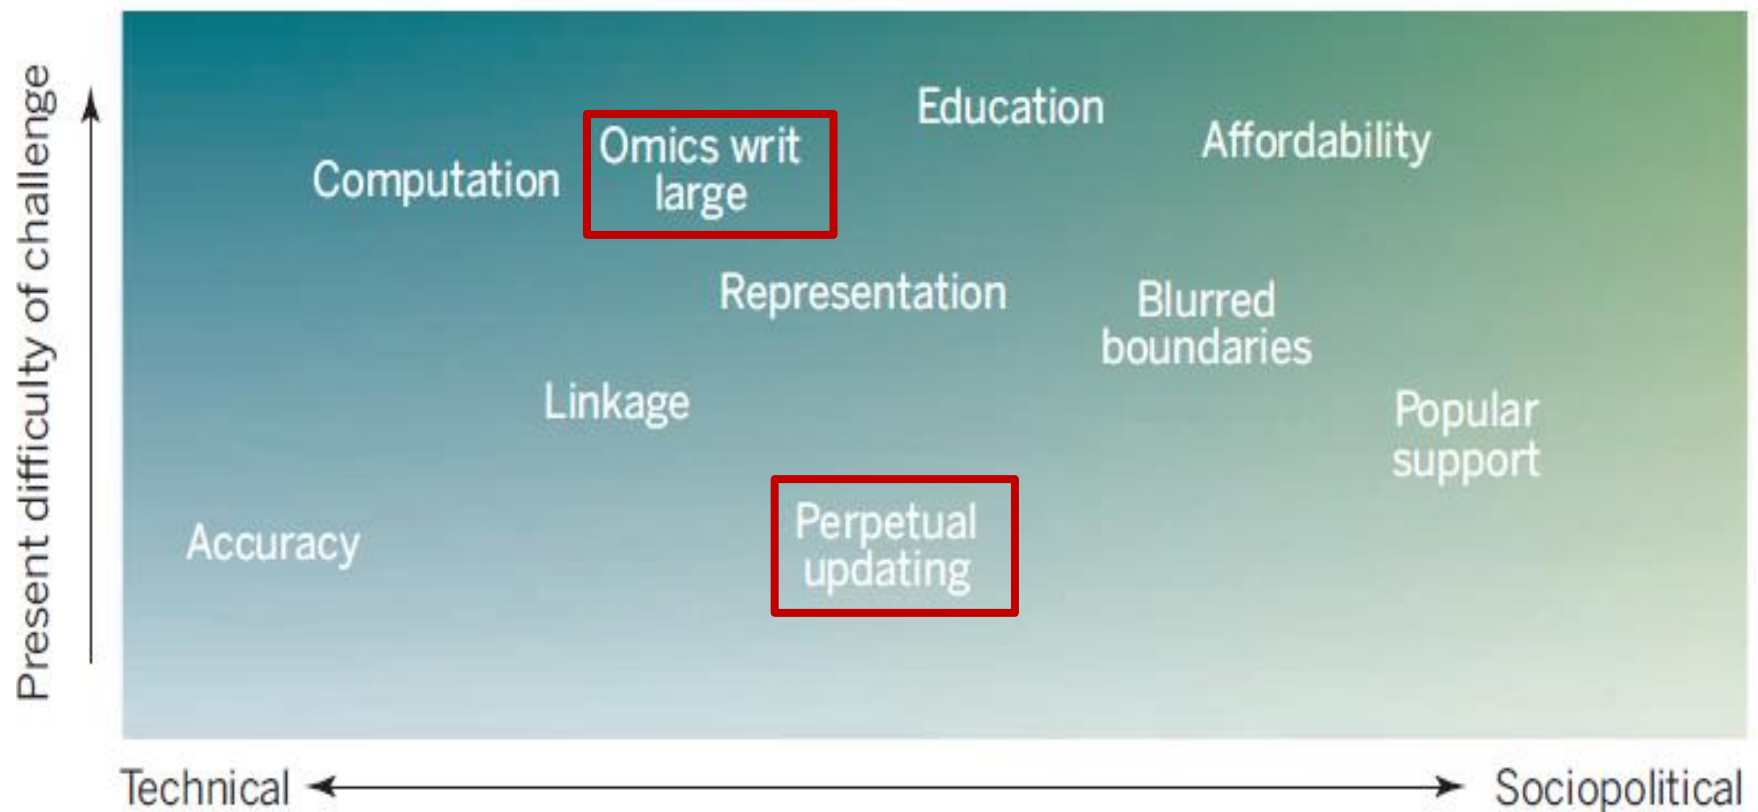 Present difficulty of challenge
Education
Omics writ
large
Affordability
Computation
Representation
Blurred
boundaries
Linkage
Popular
support
Perpetual
updating
Accuracy
Technical
Sociopolitical